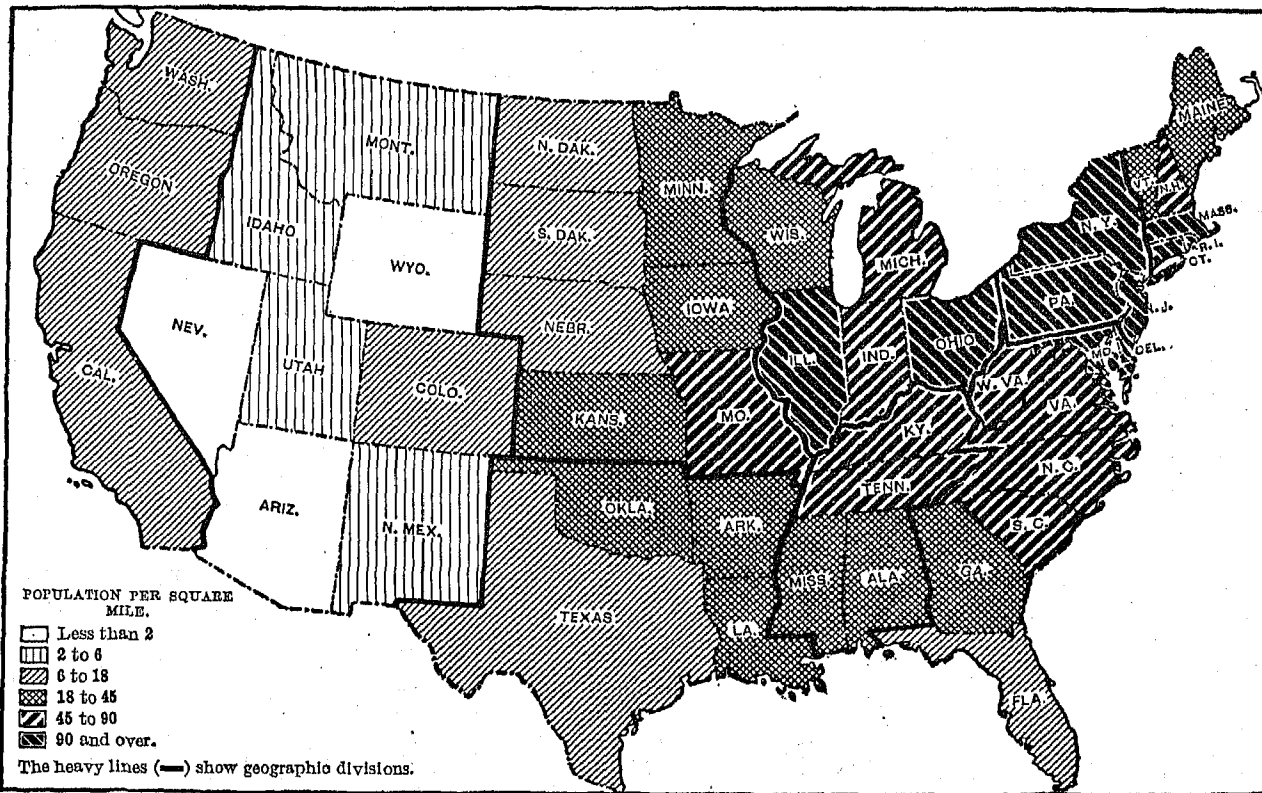 WASH.
MONT.
N. DAK.
MINN.
MAINE
OREGON
IDAHO
WYO.
S. DAK.
WIS.
MICH.
VT.
N.H.
N.Y.
MASS.
R.I.
CT.
NEV.
NEBR.
IOWA
PA.
N.J.
CAL.
UTAH
COLO.
KANS.
MO.
ILL.
IND.
OHIO
W. VA.
MD.
DEL.
VA.
KY.
N. C.
TENN.
S. C.
ARIZ.
N. MEX.
OKLA.
ARK.
MISS.
ALA.
GA.
TEXAS
LA.
FLA.
POPULATION PER SQUARE
MILE.
Less than 2
2 to 6
6 to 18
18 to 45
45 to 90
90 and over.
The heavy lines (▬) show geographic divisions.